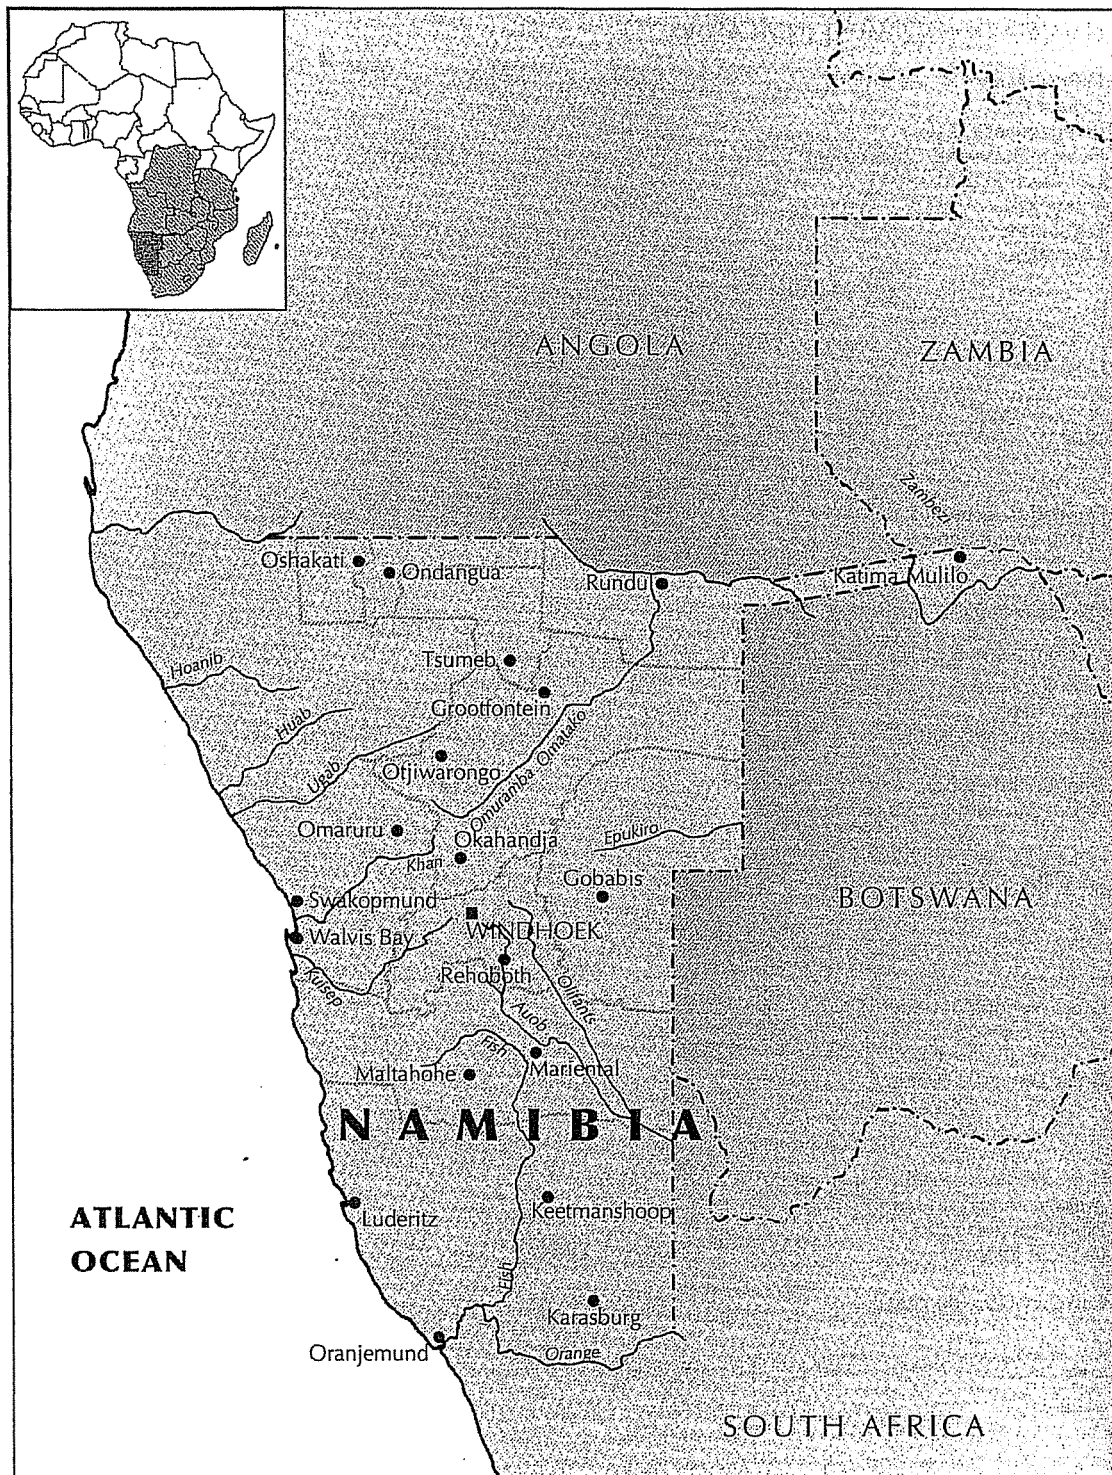 ANGOLA
ZAMBIA
Zambezi
Oshakati
Ondangua
Rundu
Katima Mulilo
Hoanib
Tsumeb
Grootfontein
Huab
Ugab
Otjiwarongo
Omuramba Omatako
Omaruru
Okahandja
Epukiro
Khan
Gobabis
BOTSWANA
Swakopmund
WINDHOEK
Walvis Bay
Rehoboth
Kuisep
Olifants
Auob
Fish
Maltahohe
Mariental
NAMIBIA
ATLANTIC
OCEAN
Luderitz
Keetmanshoop
Fish
Karasburg
Oranjemund
Orange
SOUTH AFRICA